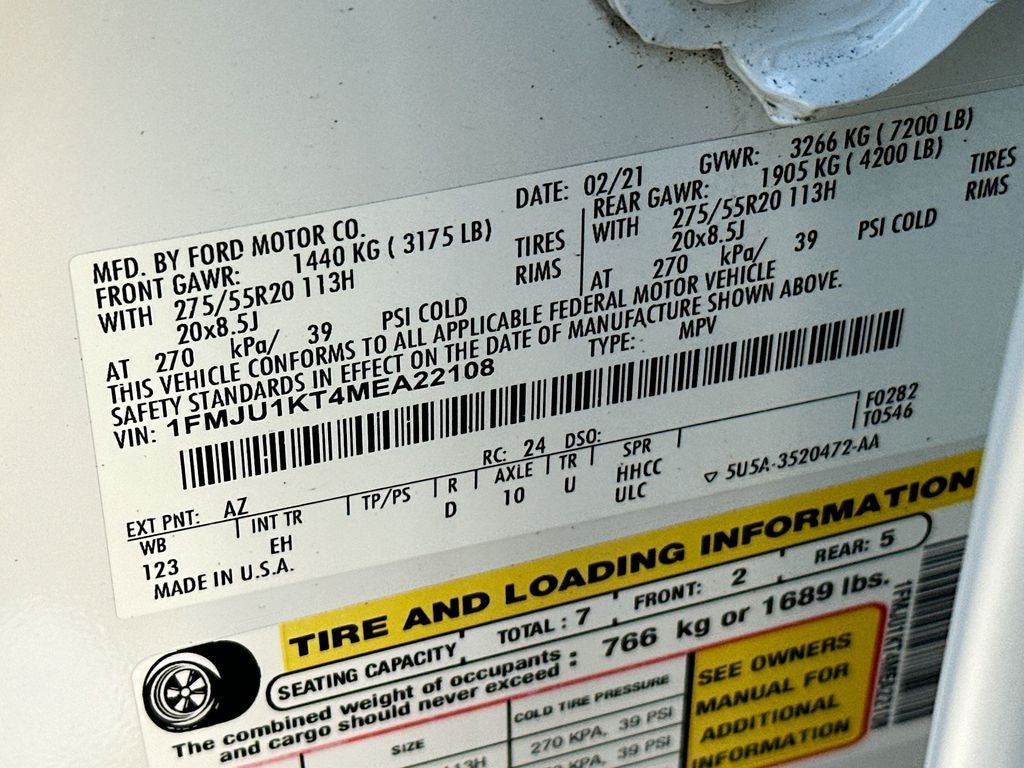 MFD. BY FORD MOTOR CO.
DATE: 02/21
GVWR: 3266 KG ( 7200 LB)
FRONT GAWR: 1440 KG ( 3175 LB)
WITH 275/55R20 113H TIRES
20x8.5J RIMS
AT 270 kPa/ 39 PSI COLD
REAR GAWR: 1905 KG ( 4200 LB)
WITH 275/55R20 113H TIRES
20x8.5J RIMS
AT 270 kPa/ 39 PSI COLD
THIS VEHICLE CONFORMS TO ALL APPLICABLE FEDERAL MOTOR VEHICLE
SAFETY STANDARDS IN EFFECT ON THE DATE OF MANUFACTURE SHOWN ABOVE.
VIN: 1FMJU1KT4MEA22108
TYPE: MPV
F0282
T0546
EXT PNT: AZ RC: 24 DSO:
WB INT TR TP/PS R AXLE TR SPR
123 EH D 10 U HHCC
ULC
▽ 5U5A-3520472-AA
MADE IN U.S.A.
TIRE AND LOADING INFORMATION
SEATING CAPACITY TOTAL : 7 FRONT: 2 REAR: 5
The combined weight of occupants : 766 kg or 1689 lbs.
and cargo should never exceed
SIZE COLD TIRE PRESSURE
270 KPA, 39 PSI
113H KPA, 39 PSI
SEE OWNERS
MANUAL FOR
ADDITIONAL
INFORMATION
1FMJU1KT4MEA22108